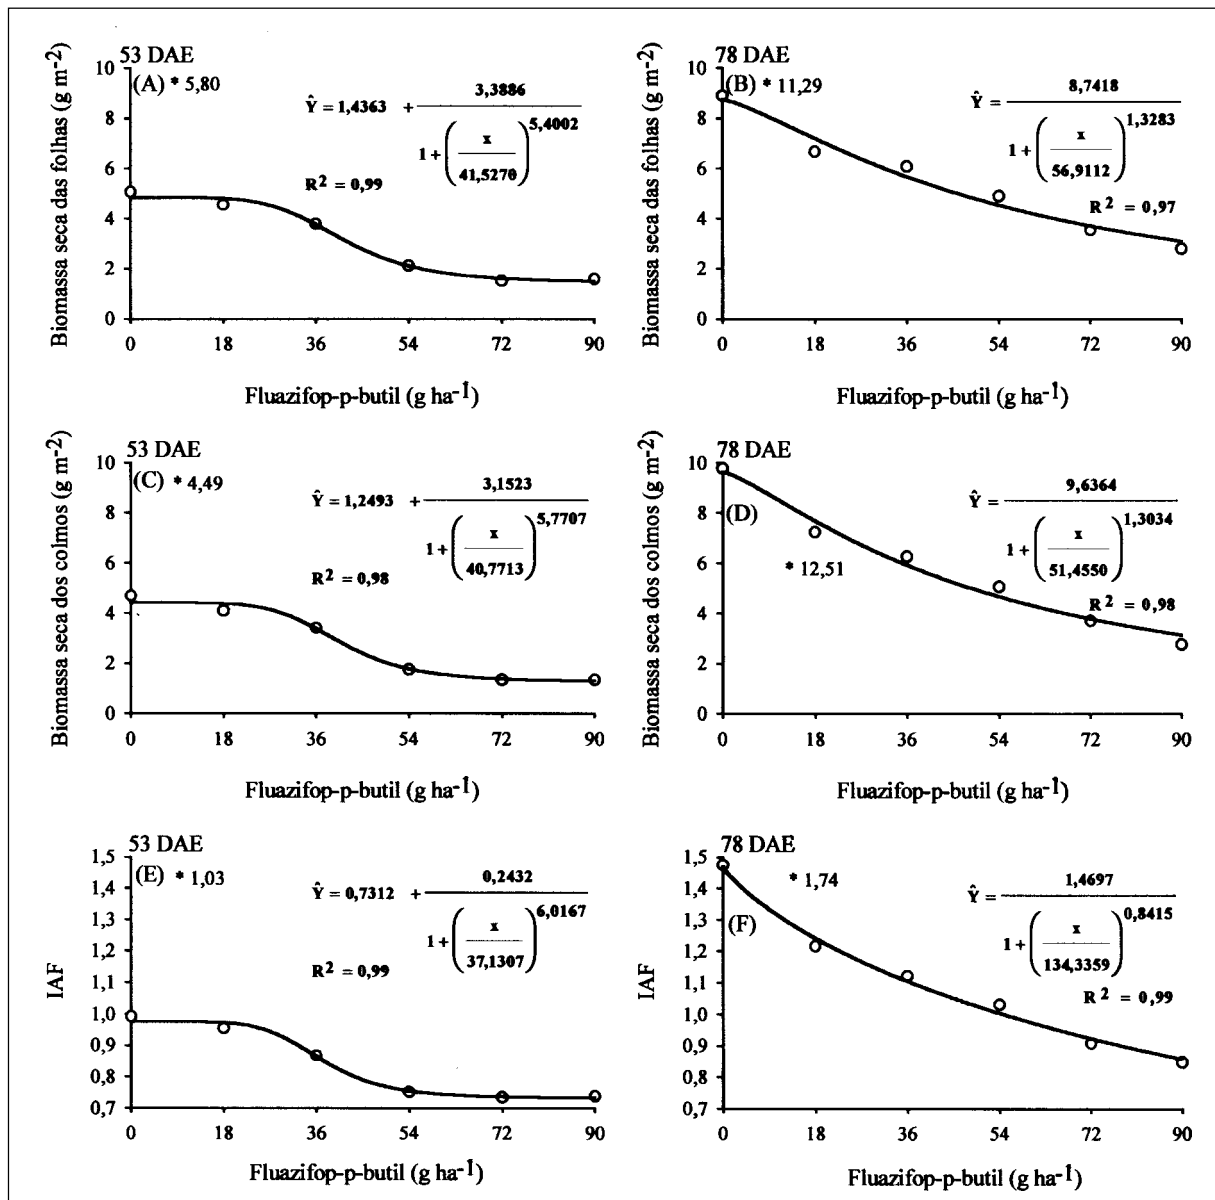 53 DAE
(A) * 5,80
Biomassa seca das folhas (g m-2)
10
8
6
4
2
0
Ŷ = 1,4363 + 3,3886
1 + (x / 41,5270) 5,4002
R2 = 0,99
0 18 36 54 72 90
Fluazifop-p-butil (g ha-1)
78 DAE
(B) * 11,29
Biomassa seca das folhas (g m-2)
10
8
6
4
2
0
Ŷ = 8,7418
1 + (x / 56,9112) 1,3283
R2 = 0,97
0 18 36 54 72 90
Fluazifop-p-butil (g ha-1)
53 DAE
(C) * 4,49
Biomassa seca dos colmos (g m-2)
10
8
6
4
2
0
Ŷ = 1,2493 + 3,1523
1 + (x / 40,7713) 5,7707
R2 = 0,98
0 18 36 54 72 90
Fluazifop-p-butil (g ha-1)
78 DAE
(D)
* 12,51
Biomassa seca dos colmos (g m-2)
10
8
6
4
2
0
Ŷ = 9,6364
1 + (x / 51,4550) 1,3034
R2 = 0,98
0 18 36 54 72 90
Fluazifop-p-butil (g ha-1)
53 DAE
(E) * 1,03
IAF
1,5
1,4
1,3
1,2
1,1
1,0
0,9
0,8
0,7
Ŷ = 0,7312 + 0,2432
1 + (x / 37,1307) 6,0167
R2 = 0,99
0 18 36 54 72 90
Fluazifop-p-butil (g ha-1)
78 DAE
* 1,74
(F)
IAF
1,5
1,4
1,3
1,2
1,1
1,0
0,9
0,8
0,7
Ŷ = 1,4697
1 + (x / 134,3359) 0,8415
R2 = 0,99
0 18 36 54 72 90
Fluazifop-p-butil (g ha-1)